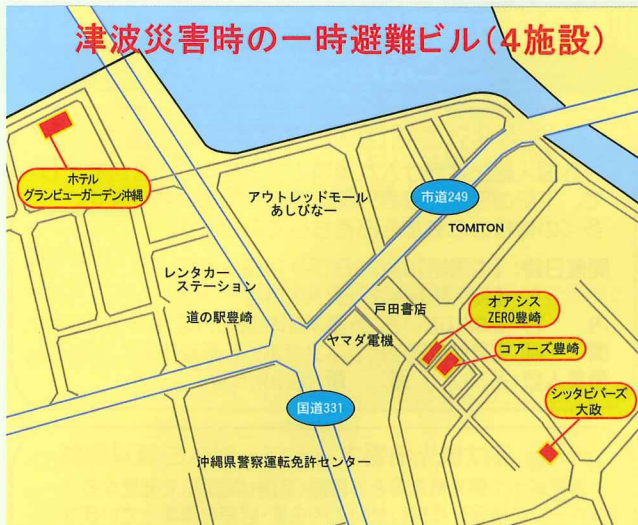 津波災害時の一時避難ビル(4施設)
ホテル
グランビューガーデン沖縄
アウトレッドモール
あしびなー
市道249
TOMITON
レンタカー
ステーション
道の駅豊崎
戸田書店
オアシス
ZERO豊崎
ヤマダ電機
コアーズ豊崎
シッタビバーズ
大政
国道331
沖縄県警察運転免許センター